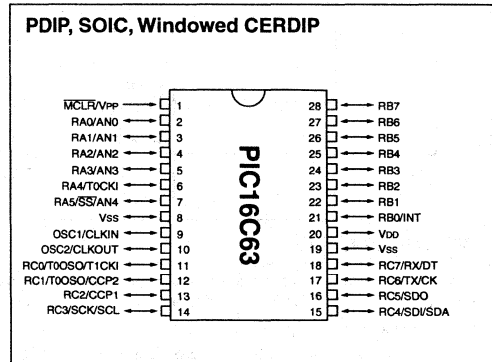 PDIP, SOIC, Windowed CERDIP
MCLR/VPP 1 28 RB7
RA0/AN0 2 27 RB6
RA1/AN1 3 26 RB5
RA2/AN2 4 25 RB4
RA3/AN3 5 24 RB3
RA4/T0CKI 6 23 RB2
RA5/SS/AN4 7 22 RB1
VSS 8 21 RB0/INT
OSC1/CLKIN 9 20 VDD
OSC2/CLKOUT 10 19 VSS
RC0/T0OSO/T1CKI 11 18 RC7/RX/DT
RC1/T0OSO/CCP2 12 17 RC6/TX/CK
RC2/CCP1 13 16 RC5/SDO
RC3/SCK/SCL 14 15 RC4/SDI/SDA
PIC16C63